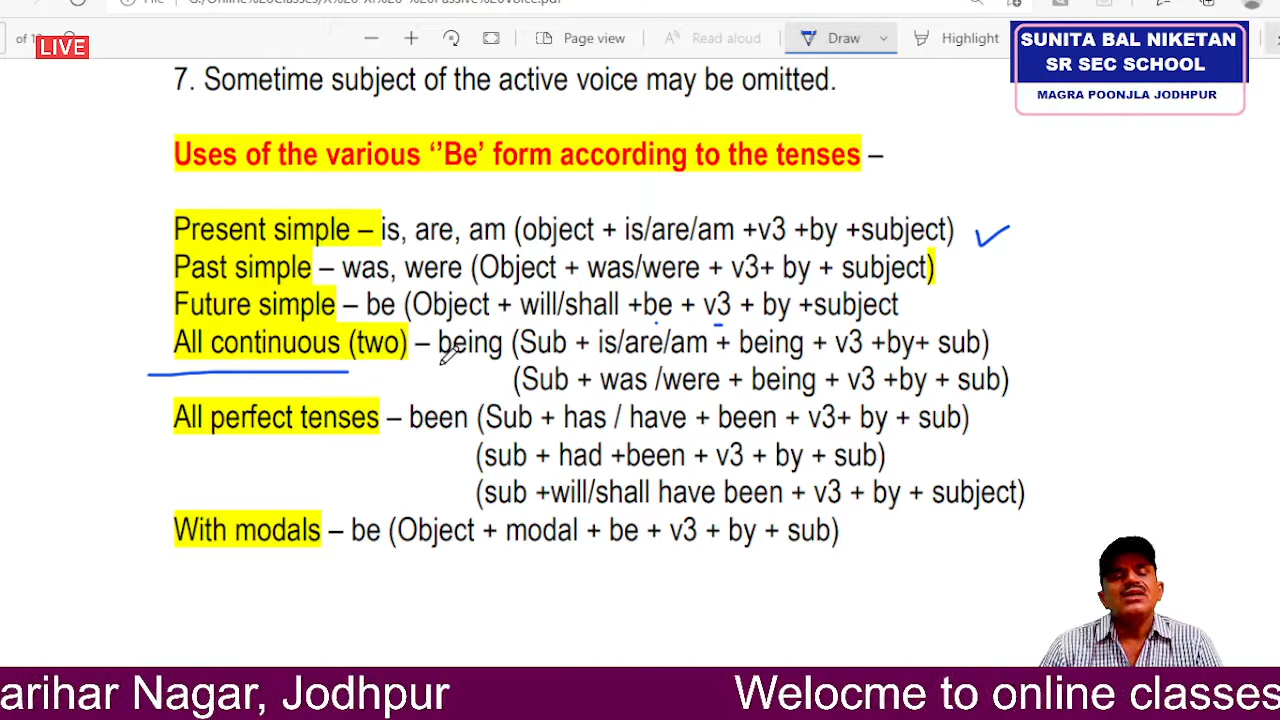 of 1
LIVE
Page view
Read aloud
Draw
Highlight
SUNITA BAL NIKETAN
SR SEC SCHOOL
MAGRA POONJLA JODHPUR
7. Sometime subject of the active voice may be omitted.
Uses of the various ‘’Be’ form according to the tenses –
Present simple – is, are, am (object + is/are/am +v3 +by +subject)
Past simple – was, were (Object + was/were + v3+ by + subject)
Future simple – be (Object + will/shall +be + v3 + by +subject
All continuous (two) – being (Sub + is/are/am + being + v3 +by+ sub)
(Sub + was /were + being + v3 +by + sub)
All perfect tenses – been (Sub + has / have + been + v3+ by + sub)
(sub + had +been + v3 + by + sub)
(sub +will/shall have been + v3 + by + subject)
With modals – be (Object + modal + be + v3 + by + sub)
arihar Nagar, Jodhpur Welocme to online classes